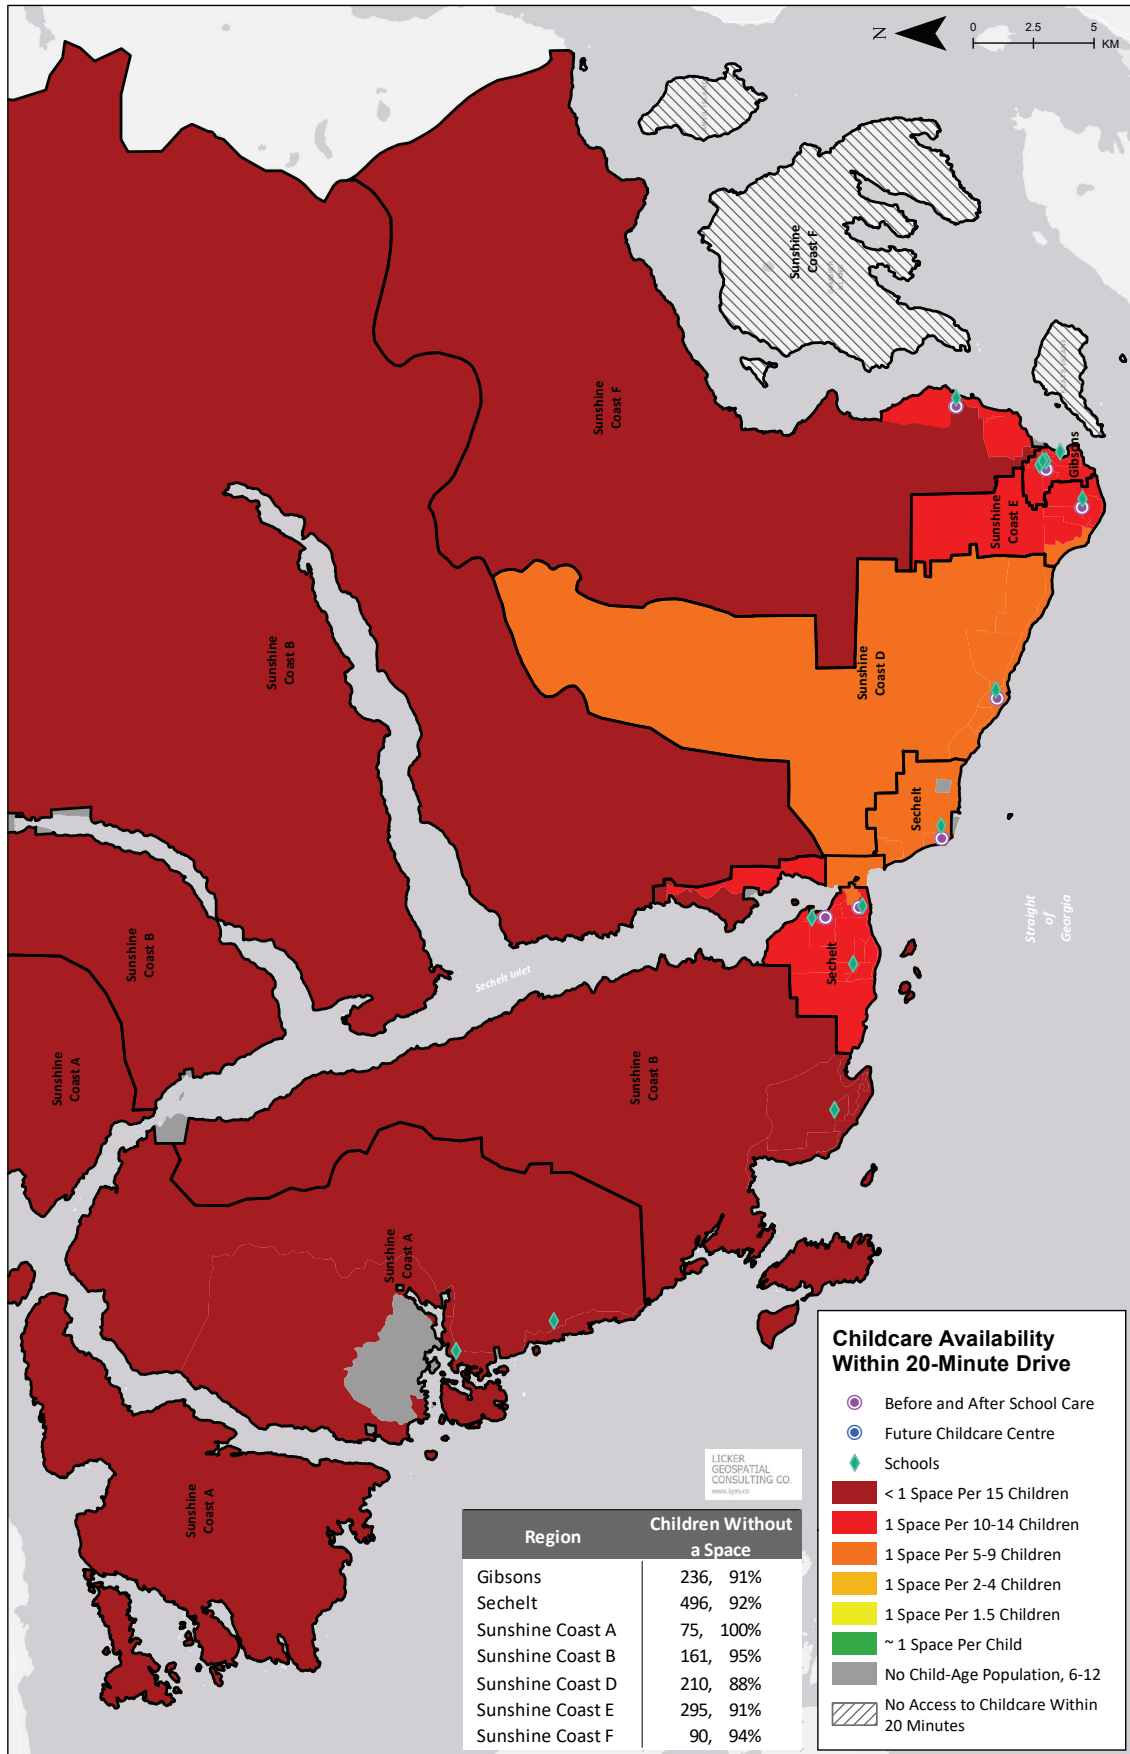 N
0 2.5 5
KM
Sunshine
Coast F
Sunshine
Coast F
Gibsons
Sunshine
Coast E
Sunshine
Coast B
Sunshine
Coast D
Sechelt
Straight
of
Georgia
Sunshine
Coast B
Sechelt Inlet
Sechelt
Sunshine
Coast A
Sunshine
Coast B
Sunshine
Coast A
Sunshine
Coast A
LICKER
GEOSPATIAL
CONSULTING CO.
Region Children Without a Space
Gibsons 236, 91%
Sechelt 496, 92%
Sunshine Coast A 75, 100%
Sunshine Coast B 161, 95%
Sunshine Coast D 210, 88%
Sunshine Coast E 295, 91%
Sunshine Coast F 90, 94%
Childcare Availability
Within 20-Minute Drive
Before and After School Care
Future Childcare Centre
Schools
< 1 Space Per 15 Children
1 Space Per 10-14 Children
1 Space Per 5-9 Children
1 Space Per 2-4 Children
1 Space Per 1.5 Children
~ 1 Space Per Child
No Child-Age Population, 6-12
No Access to Childcare Within
20 Minutes